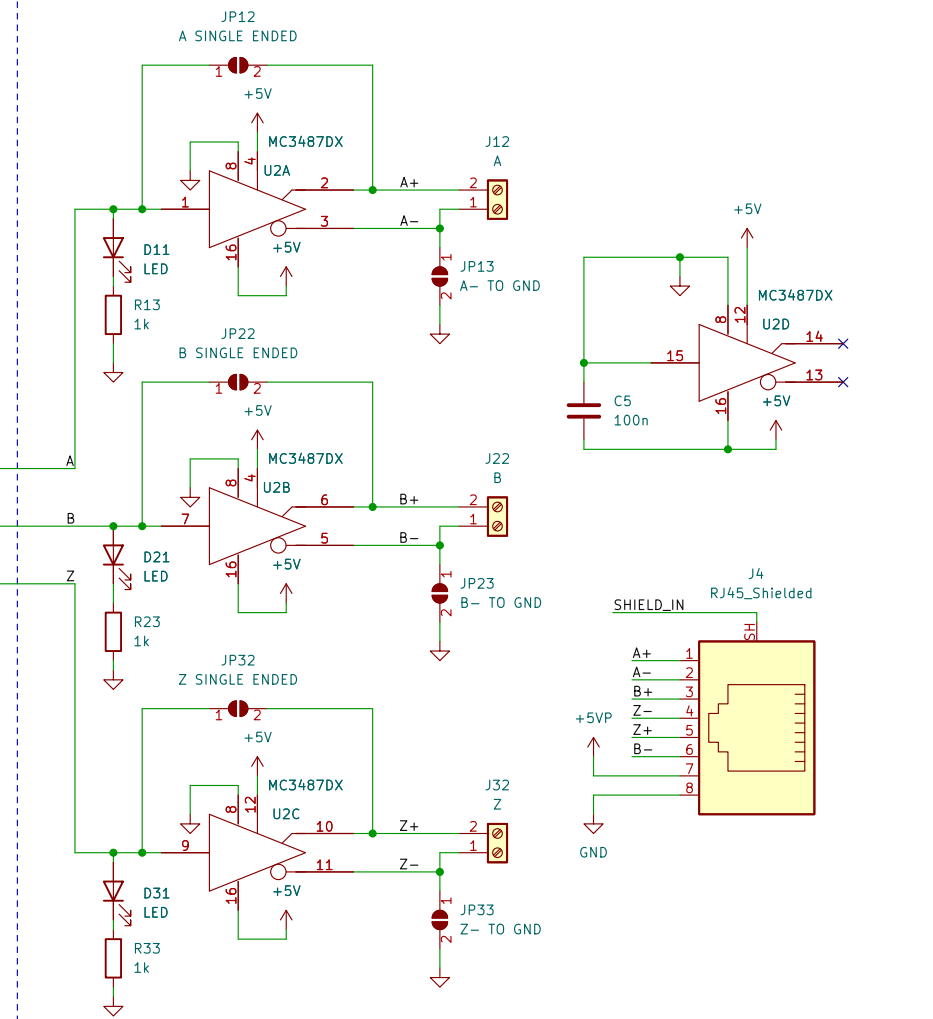 JP12
A SINGLE ENDED
1 2
+5V
MC3487DX
8 4
U2A
1
2
3
16
+5V
A+
A-
J12
A
2
1
D11
LED
R13
1k
1
JP13
A- TO GND
2
JP22
B SINGLE ENDED
1 2
+5V
MC3487DX
8 4
U2B
A
B
Z
7
6
5
16
B+
B-
J22
B
2
1
D21
LED
R23
1k
1
JP23
B- TO GND
2
JP32
Z SINGLE ENDED
1 2
+5V
MC3487DX
8 12
U2C
9
10
11
16
+5V
Z+
Z-
J32
Z
2
1
D31
LED
R33
1k
1
JP33
Z- TO GND
2
+5V
MC3487DX
8 12
U2D
15
14
13
16
+5V
C5
100n
J4
RJ45_Shielded
SHIELD_IN
SH
A+ 1
A- 2
B+ 3
Z- 4
Z+ 5
B- 6
+5VP
7
8
GND